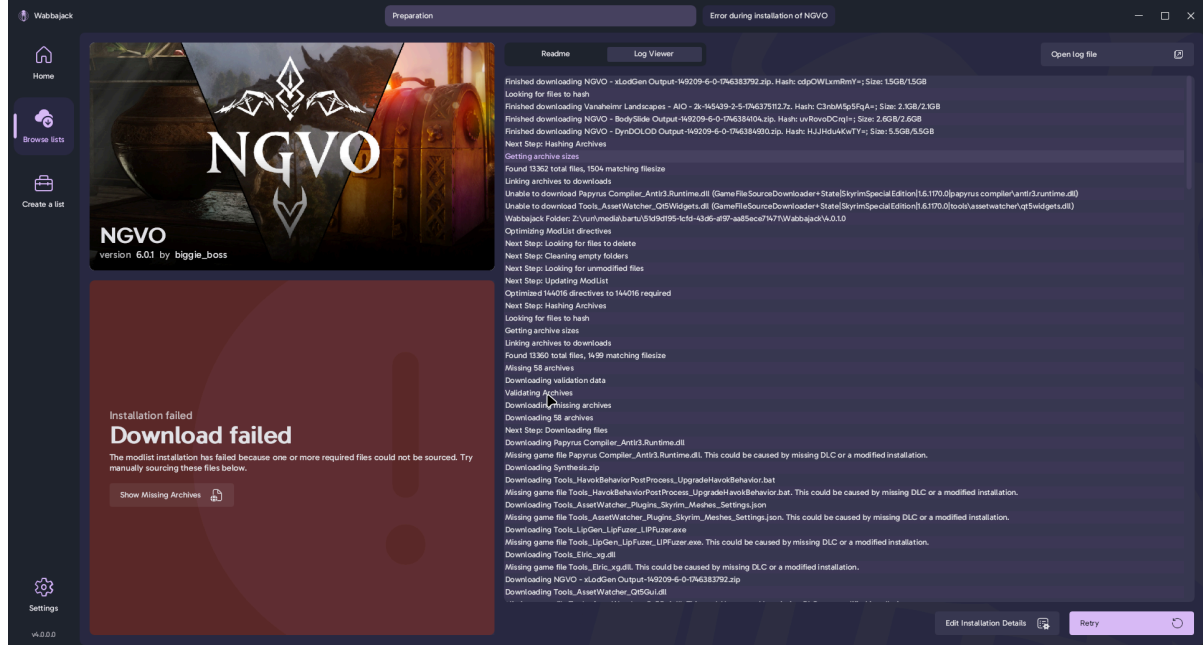 Wabbajack
Preparation
Error during installation of NGVO
Home
Browse lists
Create a list
Settings
v4.0.0.0
NGVO
NGVO
version 6.0.1 by biggie_boss
Installation failed
Download failed
The modlist installation has failed because one or more required files could not be sourced. Try
manually sourcing these files below.
Show Missing Archives
Readme
Log Viewer
Open log file
Finished downloading NGVO - xLodGen Output-149209-6-0-1746383792.zip. Hash: cdpOWLxmRmY=; Size: 1.5GB/1.5GB
Looking for files to hash
Finished downloading Vanaheimr Landscapes - AIO - 2k-145439-2-5-1746375112.7z. Hash: C3nbM5p5FqA=; Size: 2.1GB/2.1GB
Finished downloading NGVO - BodySlide Output-149209-6-0-1746384104.zip. Hash: uvRovoDCrqI=; Size: 2.6GB/2.6GB
Finished downloading NGVO - DynDOLOD Output-149209-6-0-1746384930.zip. Hash: HJJHdu4KwTY=; Size: 5.5GB/5.5GB
Next Step: Hashing Archives
Getting archive sizes
Found 13362 total files, 1504 matching filesize
Linking archives to downloads
Unable to download Papyrus Compiler_Antlr3.Runtime.dll (GameFileSourceDownloader+State|SkyrimSpecialEdition|1.6.1170.0|papyrus compiler\antlr3.runtime.dll)
Unable to download Tools_AssetWatcher_Qt5Widgets.dll (GameFileSourceDownloader+State|SkyrimSpecialEdition|1.6.1170.0|tools\assetwatcher\qt5widgets.dll)
Wabbajack Folder: Z:\run\media\bartu\51d9d195-1cfd-43d6-a197-aa85ece71471\Wabbajack\4.0.1.0
Optimizing ModList directives
Next Step: Looking for files to delete
Next Step: Cleaning empty folders
Next Step: Looking for unmodified files
Next Step: Updating ModList
Optimized 144016 directives to 144016 required
Next Step: Hashing Archives
Looking for files to hash
Getting archive sizes
Linking archives to downloads
Found 13360 total files, 1499 matching filesize
Missing 58 archives
Downloading validation data
Validating Archives
Downloading missing archives
Downloading 58 archives
Next Step: Downloading files
Downloading Papyrus Compiler_Antlr3.Runtime.dll
Missing game file Papyrus Compiler_Antlr3.Runtime.dll. This could be caused by missing DLC or a modified installation.
Downloading Synthesis.zip
Downloading Tools_HavokBehaviorPostProcess_UpgradeHavokBehavior.bat
Missing game file Tools_HavokBehaviorPostProcess_UpgradeHavokBehavior.bat. This could be caused by missing DLC or a modified installation.
Downloading Tools_AssetWatcher_Plugins_Skyrim_Meshes_Settings.json
Missing game file Tools_AssetWatcher_Plugins_Skyrim_Meshes_Settings.json. This could be caused by missing DLC or a modified installation.
Downloading Tools_LipGen_LipFuzer_LIPFuzer.exe
Missing game file Tools_LipGen_LipFuzer_LIPFuzer.exe. This could be caused by missing DLC or a modified installation.
Downloading Tools_Elric_xg.dll
Missing game file Tools_Elric_xg.dll. This could be caused by missing DLC or a modified installation.
Downloading NGVO - xLodGen Output-149209-6-0-1746383792.zip
Downloading Tools_AssetWatcher_Qt5Gui.dll
Edit Installation Details
Retry